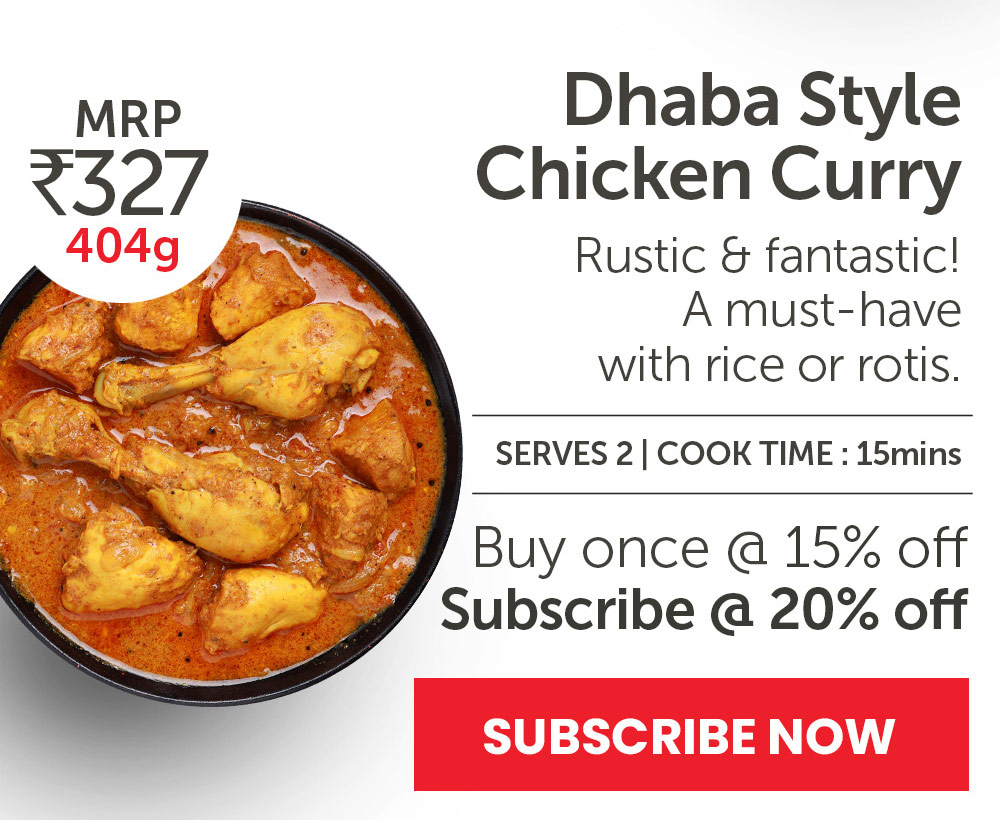 MRP
₹327
404g
Dhaba Style
Chicken Curry
Rustic & fantastic!
A must-have
with rice or rotis.
SERVES 2 | COOK TIME : 15mins
Buy once @ 15% off
Subscribe @ 20% off
SUBSCRIBE NOW